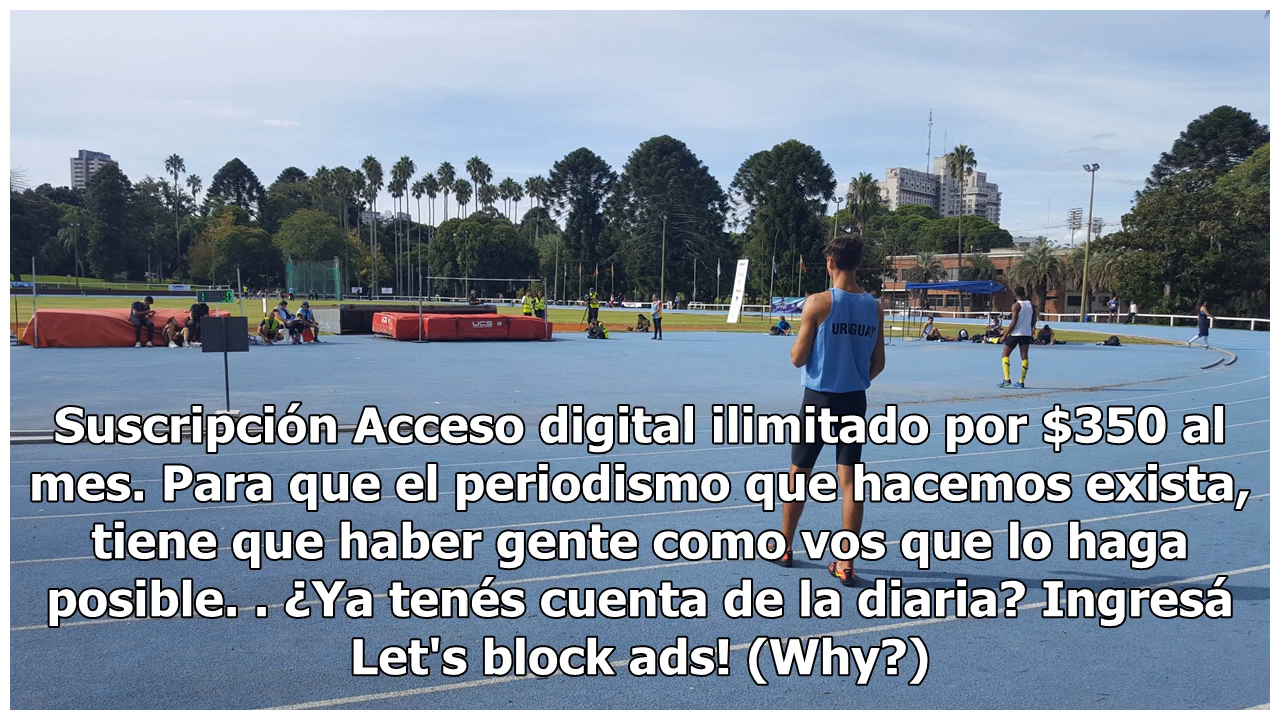 UCS
URUGUAY
Suscripción Acceso digital ilimitado por $350 al
mes. Para que el periodismo que hacemos exista,
tiene que haber gente como vos que lo haga
posible. . ¿Ya tenés cuenta de la diaria? Ingresá
Let's block ads! (Why?)